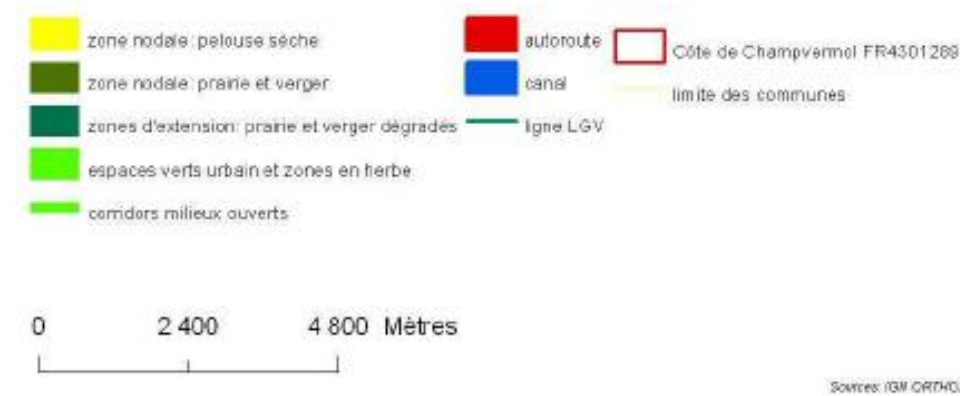 zone nodale: pelouse sèche
zone nodale: prairie et verger
zones d'extension: prairie et verger dégradés
espaces verts urbain et zones en herbe
corridors milieux ouverts
autoroute
canal
ligne LGV
Côte de Champvermol FR4301289
limite des communes
0 2 400 4 800 Mètres
Sources: IGN ORTHO